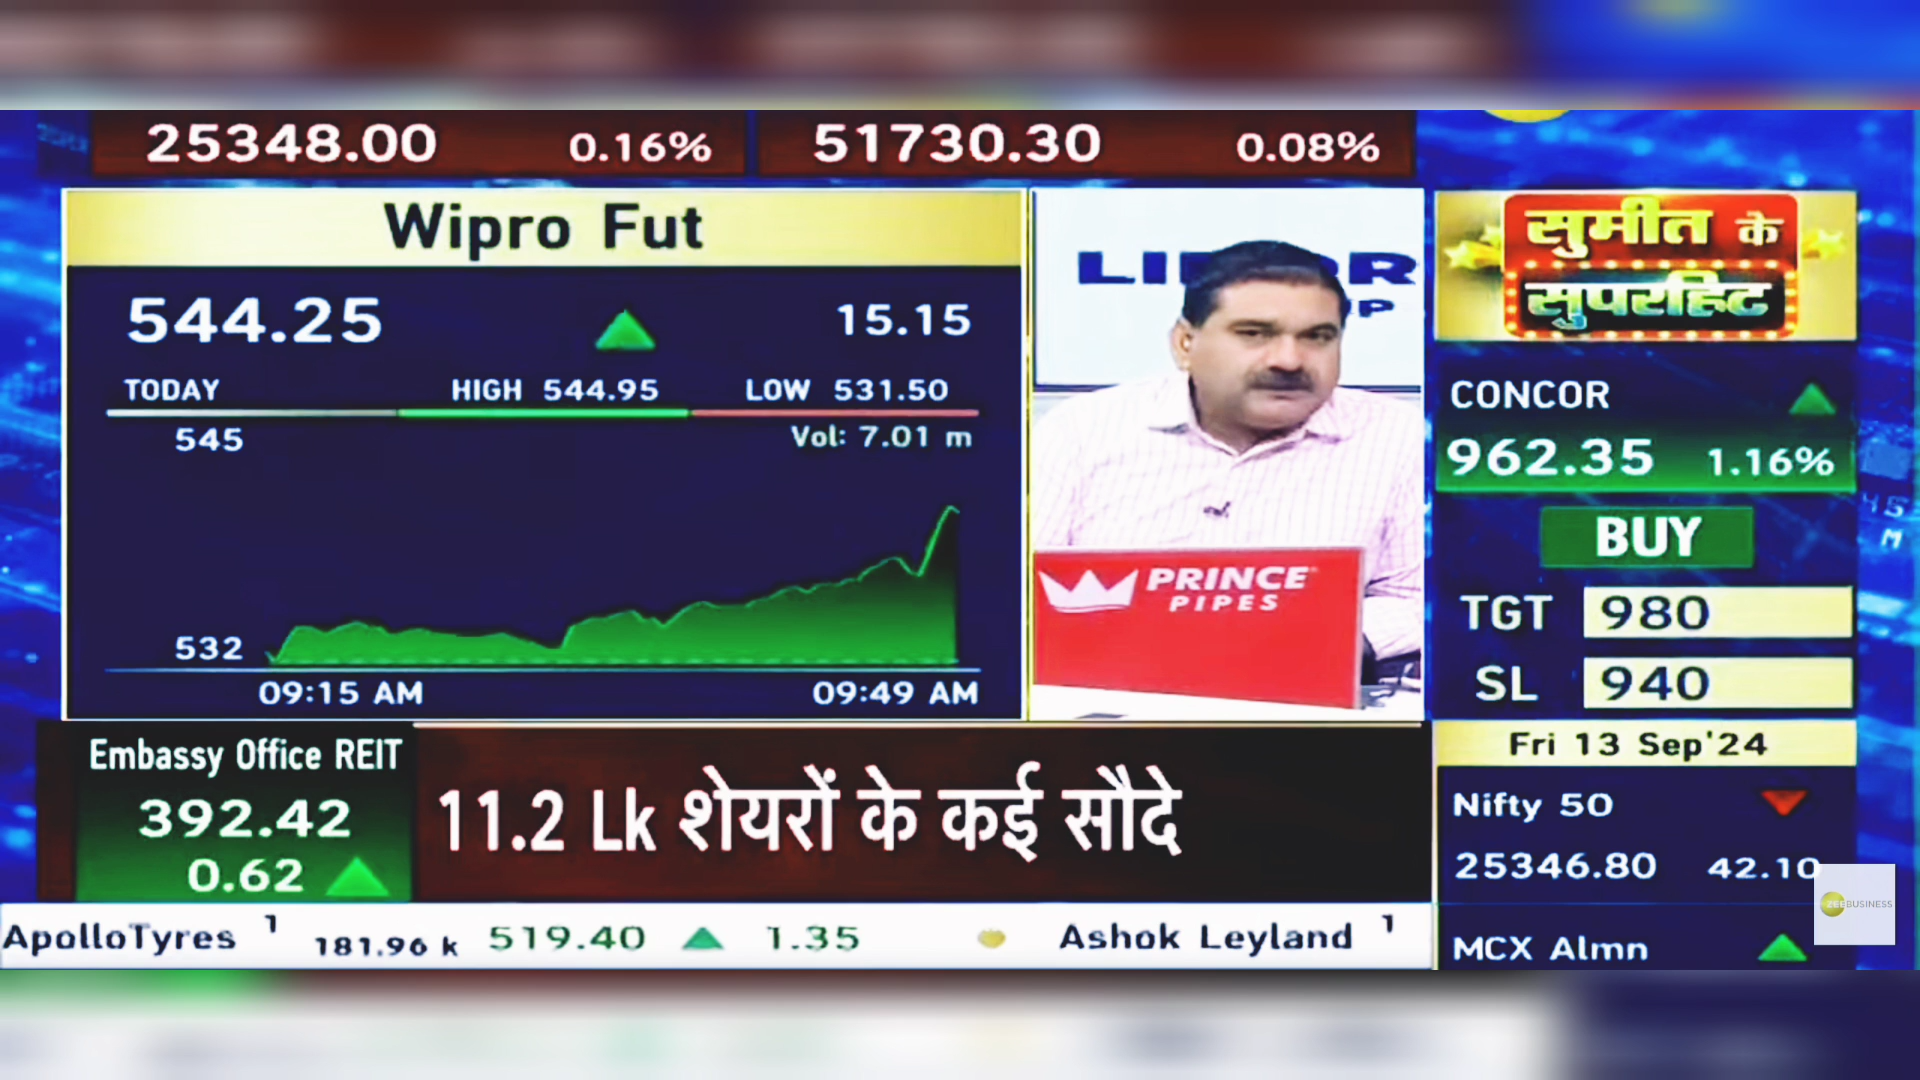 25348.00 0.16% 51730.30 0.08%
Wipro Fut
544.25 15.15
TODAY HIGH 544.95 LOW 531.50
545 Vol: 7.01 m
532
09:15 AM 09:49 AM
PRINCE
PIPES
सुमीत के
सुपरहिट
CONCOR
962.35 1.16%
BUY
TGT 980
SL 940
Fri 13 Sep'24
Nifty 50
25346.80 42.10
MCX Almn
ZEEBUSINESS
Embassy Office REIT
392.42
0.62
11.2 Lk शेयरों के कई सौदे
ApolloTyres 1 181.96 k 519.40 1.35 Ashok Leyland 1